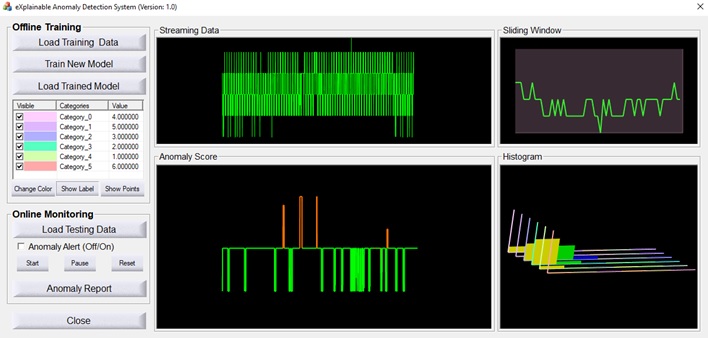 eXplainable Anomaly Detection System (Version: 1.0)
Offline Training
Load Training Data
Train New Model
Load Trained Model
Visible Categories Value
Category_0 4.000000
Category_1 5.000000
Category_2 3.000000
Category_3 2.000000
Category_4 1.000000
Category_5 6.000000
Change Color Show Label Show Points
Online Monitoring
Load Testing Data
Anomaly Alert (Off/On)
Start Pause Reset
Anomaly Report
Close
Streaming Data
Sliding Window
Anomaly Score
Histogram